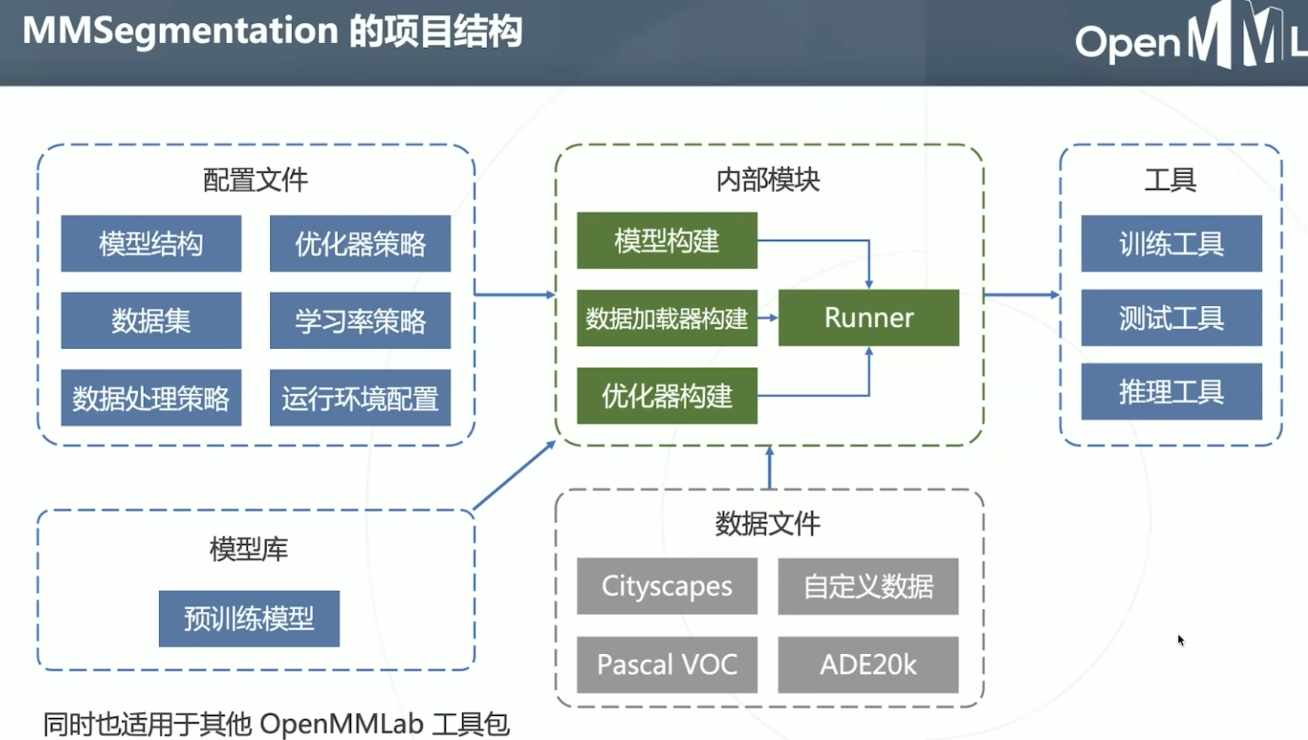 MMSegmentation 的项目结构
OpenMML
配置文件
模型结构
优化器策略
数据集
学习率策略
数据处理策略
运行环境配置
内部模块
模型构建
数据加载器构建
Runner
优化器构建
工具
训练工具
测试工具
推理工具
模型库
预训练模型
数据文件
Cityscapes
自定义数据
Pascal VOC
ADE20k
同时也适用于其他 OpenMMLab 工具包